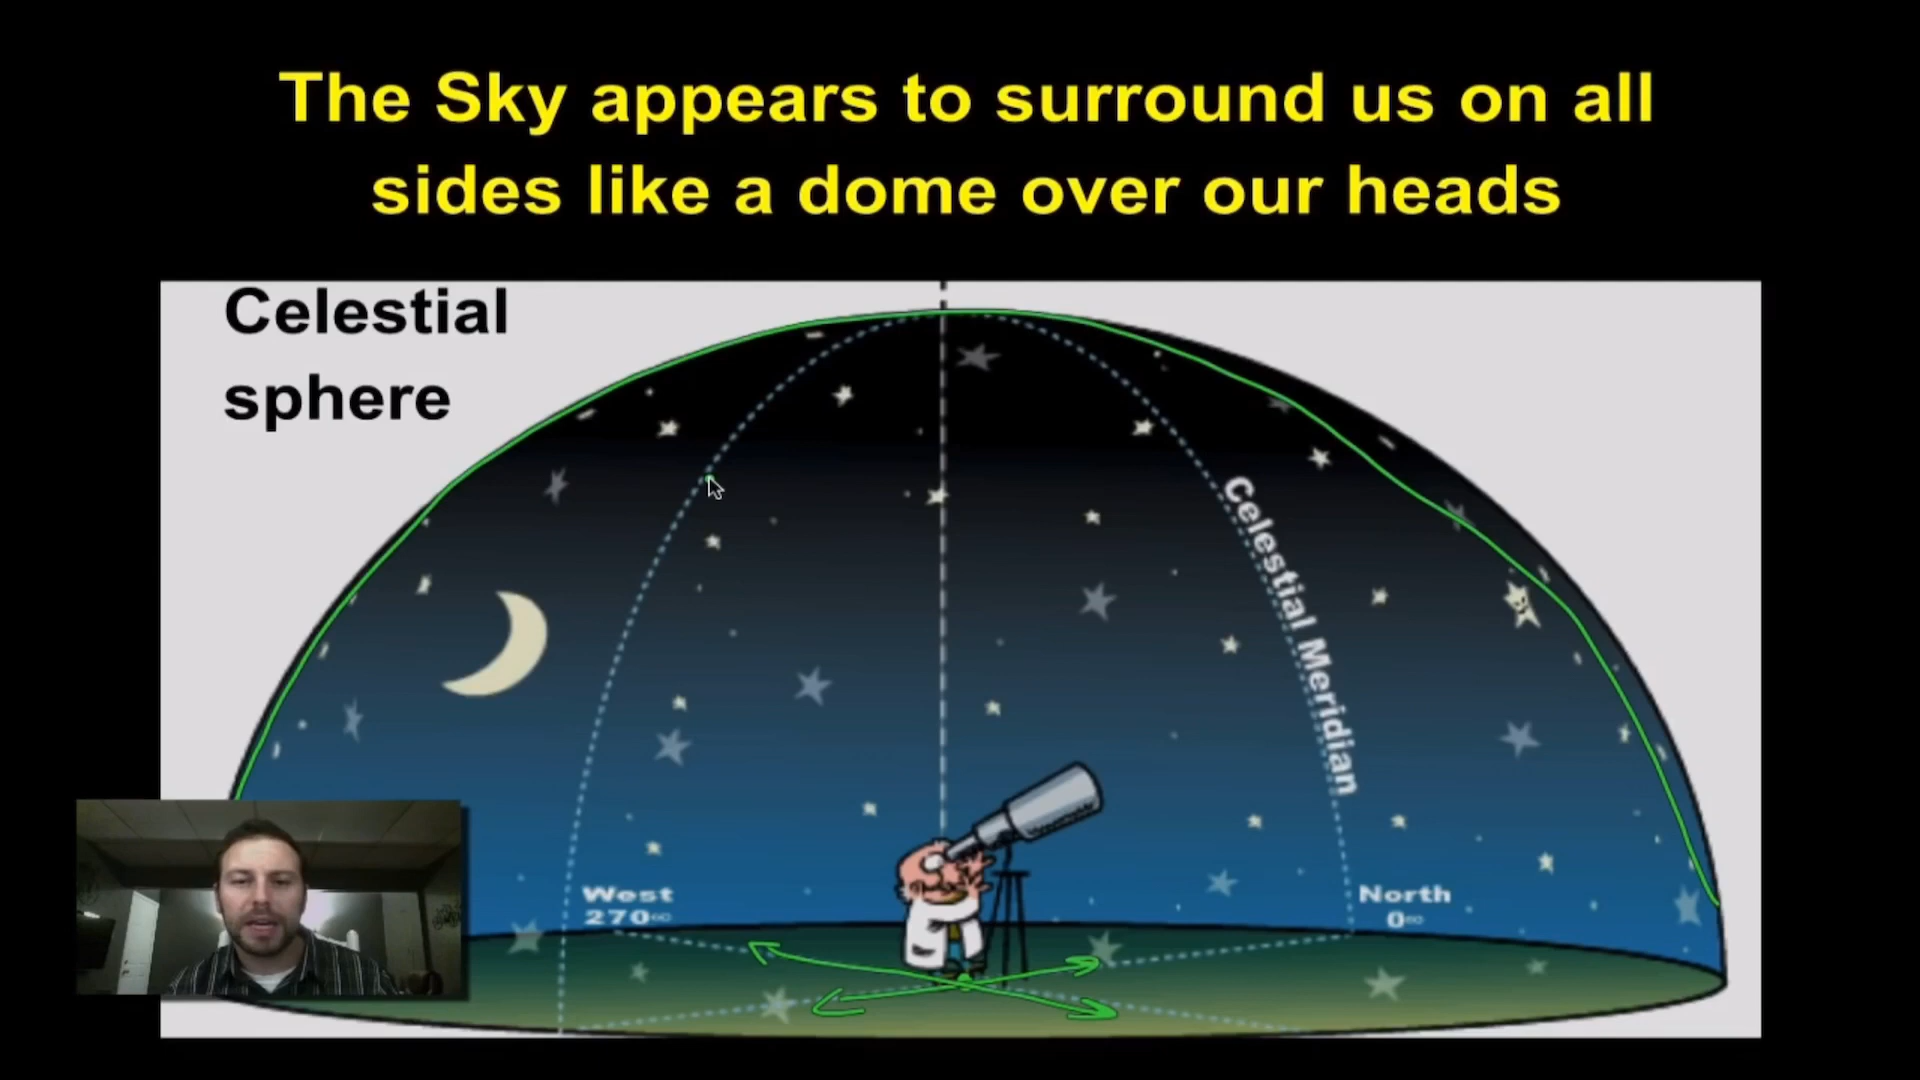 The Sky appears to surround us on all
sides like a dome over our heads
Celestial
sphere
Celestial Meridian
West
270
North
0